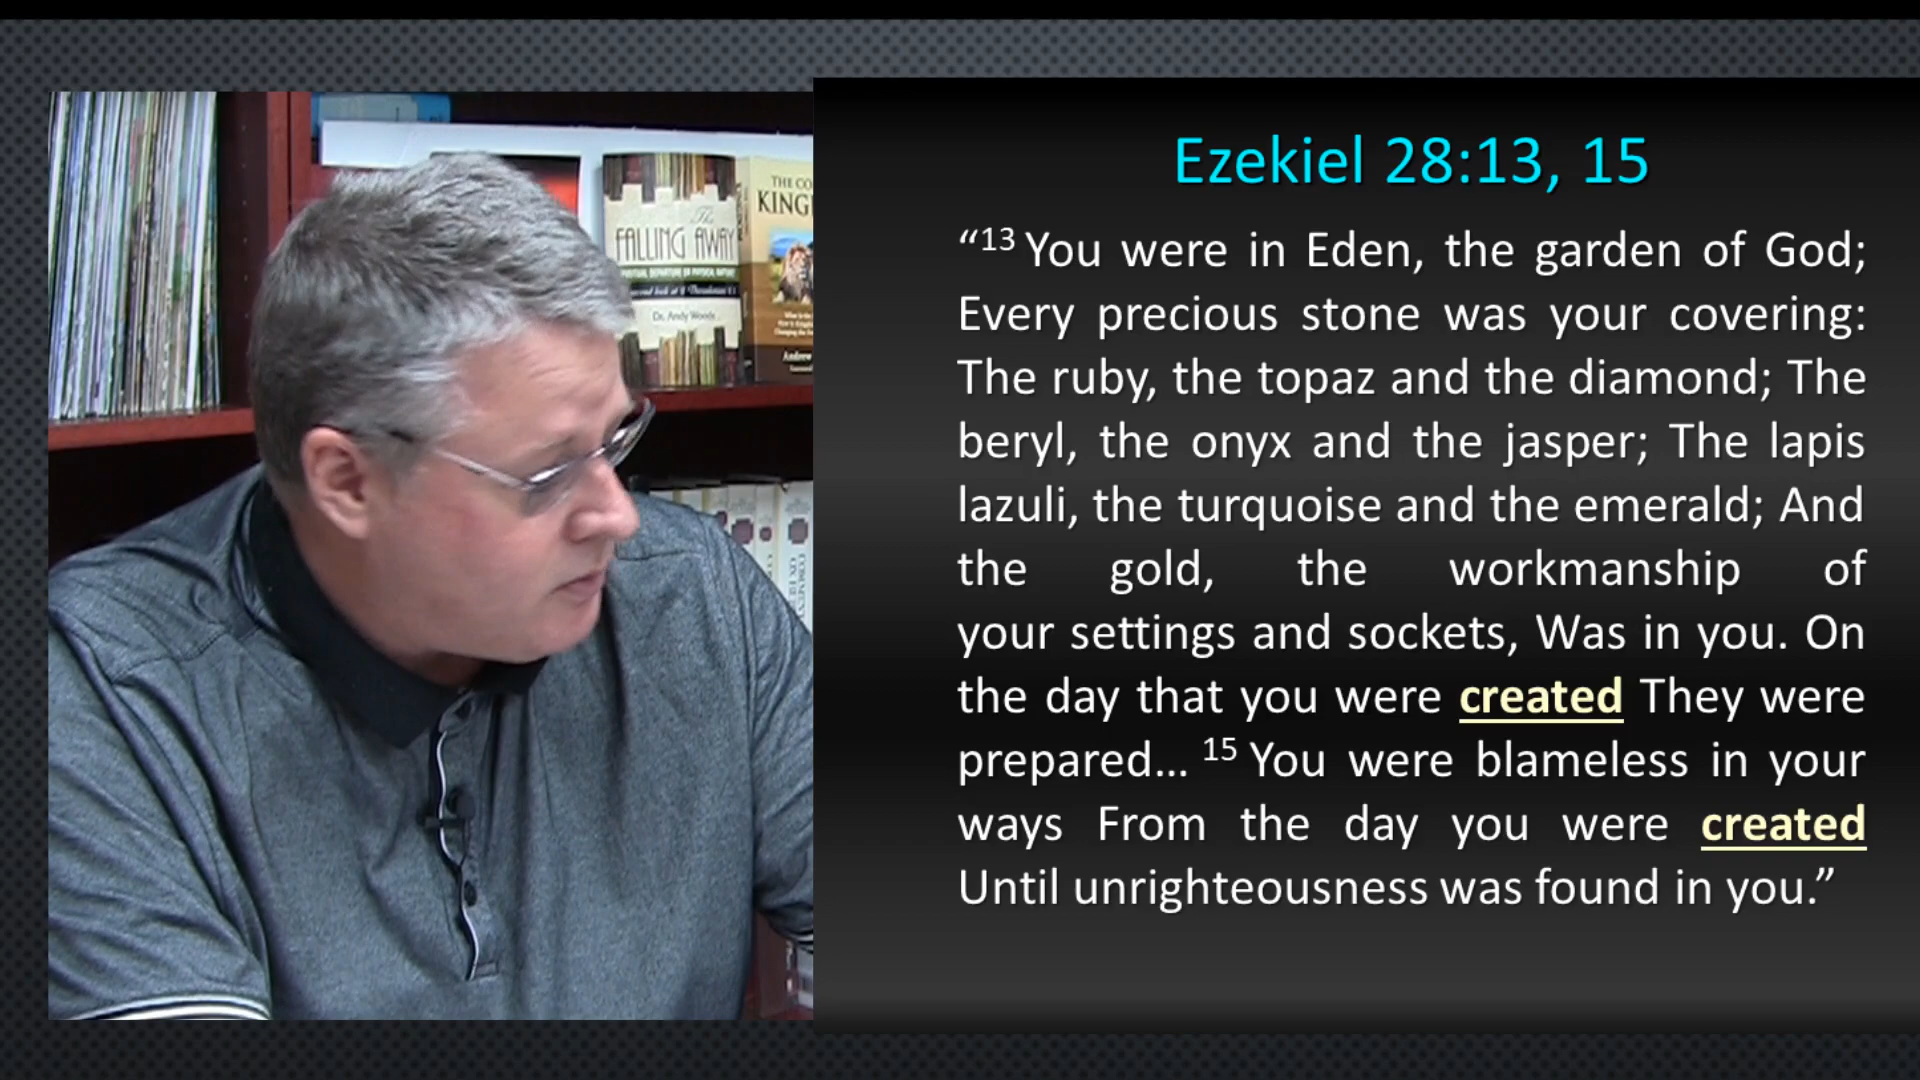 Ezekiel 28:13, 15
“13 You were in Eden, the garden of God;
Every precious stone was your covering:
The ruby, the topaz and the diamond; The
beryl, the onyx and the jasper; The lapis
lazuli, the turquoise and the emerald; And
the gold, the workmanship of
your settings and sockets, Was in you. On
the day that you were created They were
prepared... 15 You were blameless in your
ways From the day you were created
Until unrighteousness was found in you.”
The
FALLING AWAY
Dr. Andy Woods
THE CO
KING
Andrew